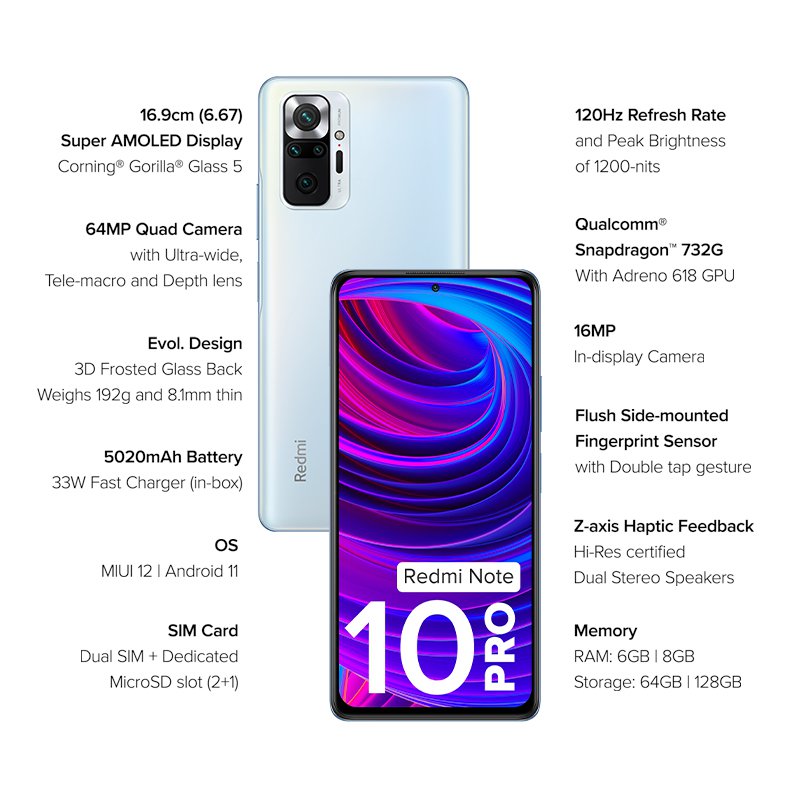 16.9cm (6.67)
Super AMOLED Display
Corning® Gorilla® Glass 5
64MP Quad Camera
with Ultra-wide,
Tele-macro and Depth lens
Evol. Design
3D Frosted Glass Back
Weighs 192g and 8.1mm thin
5020mAh Battery
33W Fast Charger (in-box)
OS
MIUI 12 | Android 11
SIM Card
Dual SIM + Dedicated
MicroSD slot (2+1)
Redmi
Redmi Note
10 PRO
120Hz Refresh Rate
and Peak Brightness
of 1200-nits
Qualcomm®
Snapdragon™ 732G
With Adreno 618 GPU
16MP
In-display Camera
Flush Side-mounted
Fingerprint Sensor
with Double tap gesture
Z-axis Haptic Feedback
Hi-Res certified
Dual Stereo Speakers
Memory
RAM: 6GB | 8GB
Storage: 64GB | 128GB